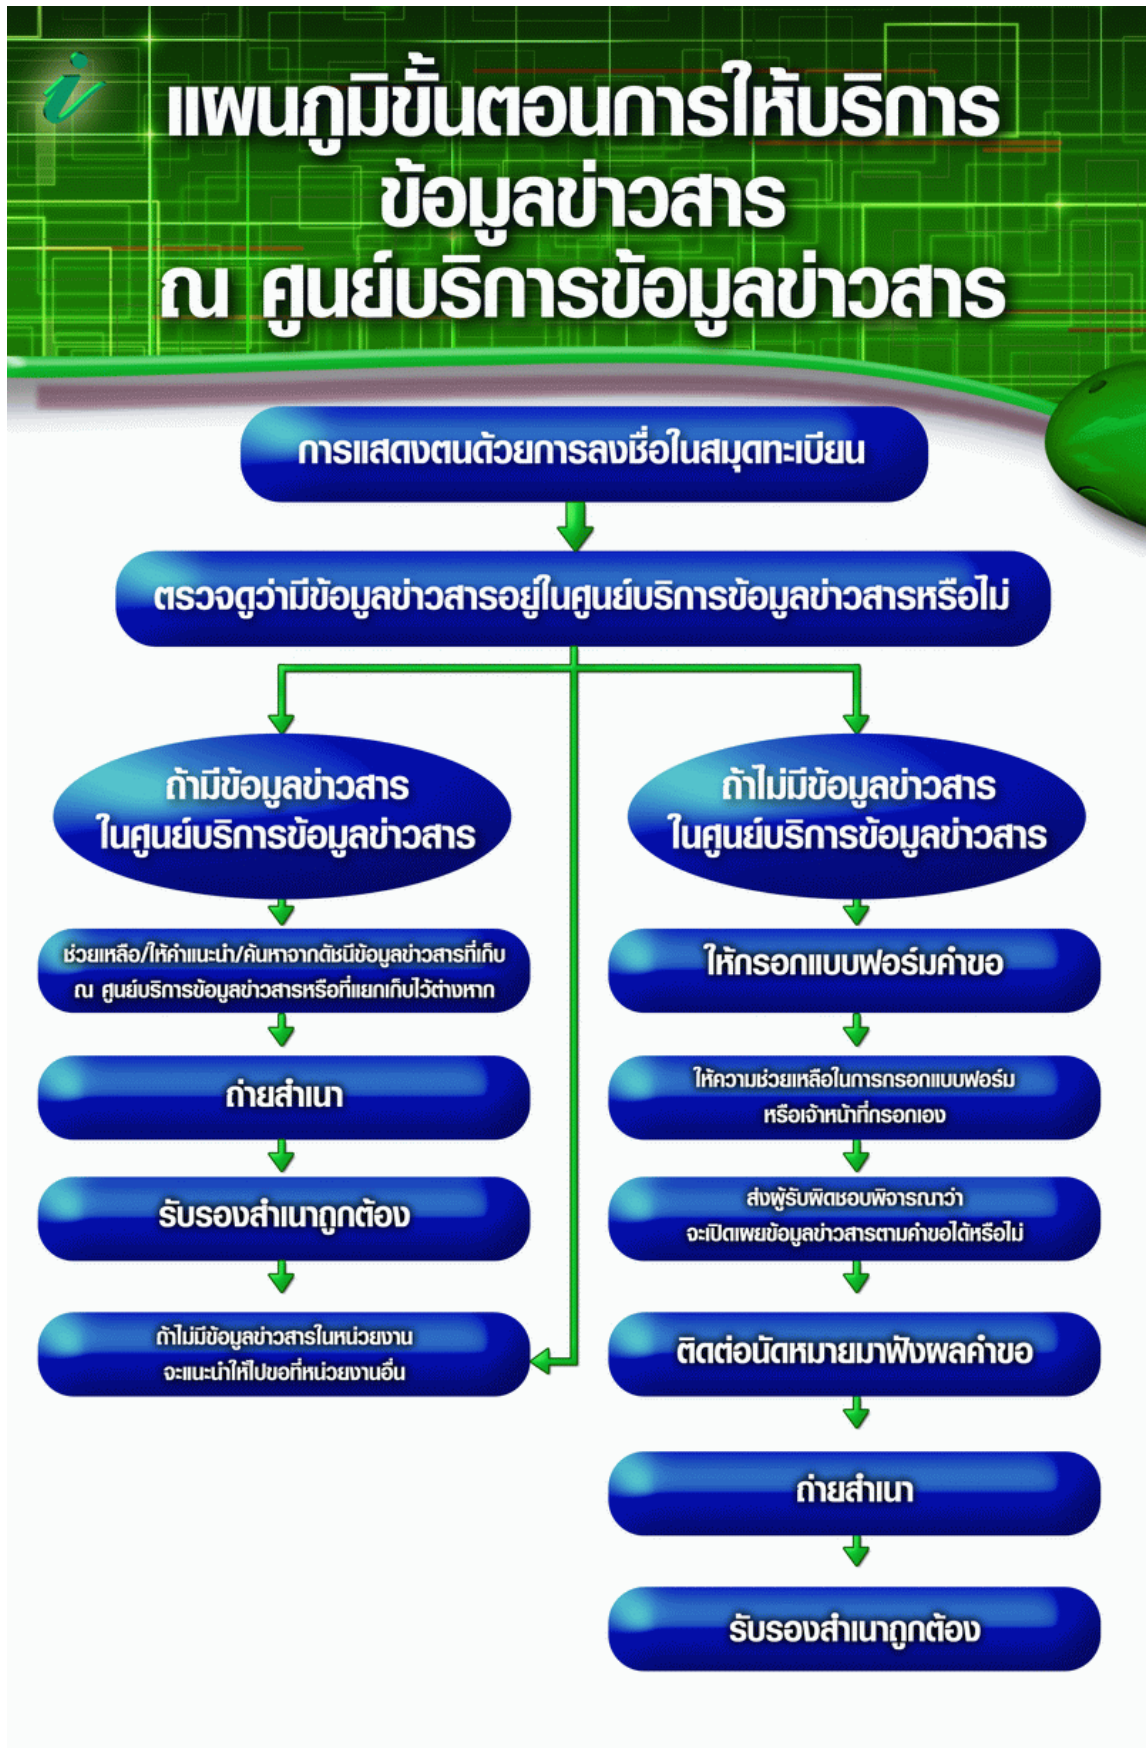 แผนภูมิขั้นตอนการให้บริการ
ข้อมูลข่าวสาร
ณ ศูนย์บริการข้อมูลข่าวสาร
การแสดงตนด้วยการลงชื่อในสมุดทะเบียน
ตรวจดูว่ามีข้อมูลข่าวสารอยู่ในศูนย์บริการข้อมูลข่าวสารหรือไม่
ถ้ามีข้อมูลข่าวสาร
ในศูนย์บริการข้อมูลข่าวสาร
ช่วยเหลือ/ให้คำแนะนำ/ค้นหาจากดัชนีข้อมูลข่าวสารที่เก็บ
ณ ศูนย์บริการข้อมูลข่าวสารหรือที่แยกเก็บไว้ต่างหาก
ถ่ายสำเนา
รับรองสำเนาถูกต้อง
ถ้าไม่มีข้อมูลข่าวสารในหน่วยงาน
จะแนะนำให้ไปขอที่หน่วยงานอื่น
ถ้าไม่มีข้อมูลข่าวสาร
ในศูนย์บริการข้อมูลข่าวสาร
ให้กรอกแบบฟอร์มคำขอ
ให้ความช่วยเหลือในการกรอกแบบฟอร์ม
หรือเจ้าหน้าที่กรอกเอง
ส่งผู้รับผิดชอบพิจารณาว่า
จะเปิดเผยข้อมูลข่าวสารตามคำขอได้หรือไม่
ติดต่อนัดหมายมาฟังผลคำขอ
ถ่ายสำเนา
รับรองสำเนาถูกต้อง